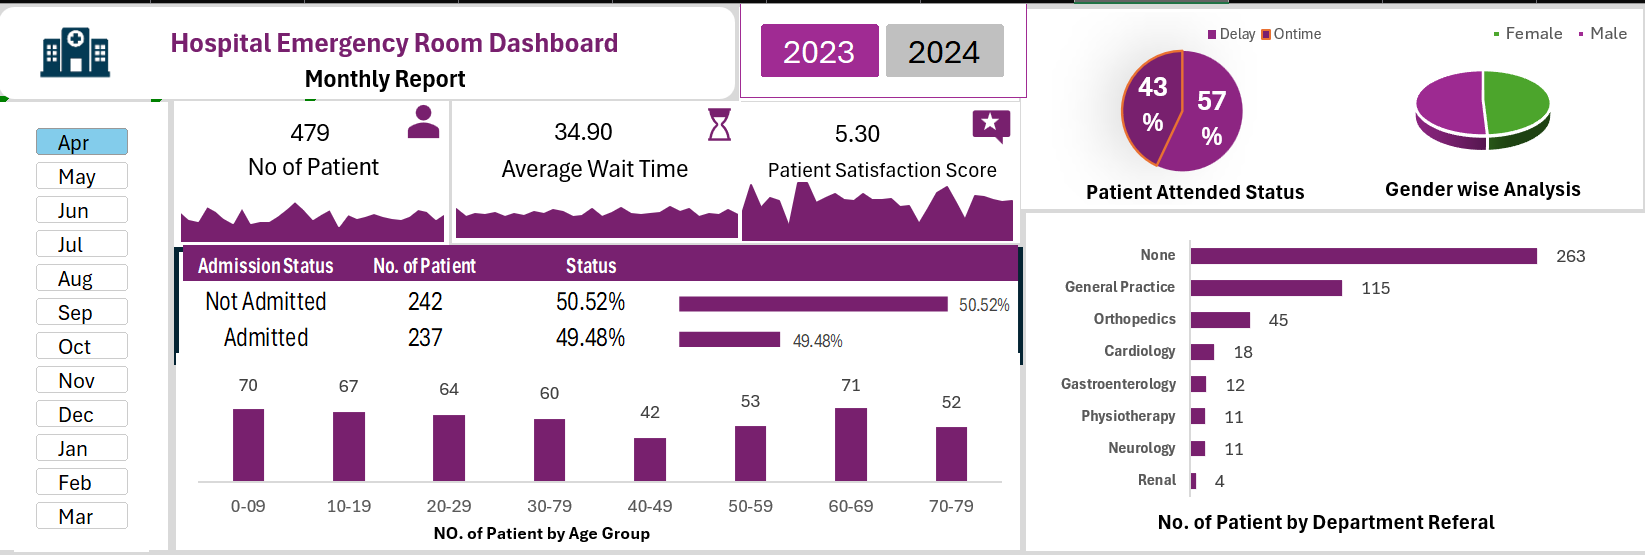 Hospital Emergency Room Dashboard
Monthly Report
2023
2024
Apr
May
Jun
Jul
Aug
Sep
Oct
Nov
Dec
Jan
Feb
Mar
479
No of Patient
34.90
Average Wait Time
5.30
Patient Satisfaction Score
Delay Ontime
43 %
57 %
Patient Attended Status
Female Male
Gender wise Analysis
Admission Status No. of Patient Status
Not Admitted 242 50.52% 50.52%
Admitted 237 49.48% 49.48%
70 67 64 60 42 53 71 52
0-09 10-19 20-29 30-79 40-49 50-59 60-69 70-79
NO. of Patient by Age Group
None 263
General Practice 115
Orthopedics 45
Cardiology 18
Gastroenterology 12
Physiotherapy 11
Neurology 11
Renal 4
No. of Patient by Department Referal